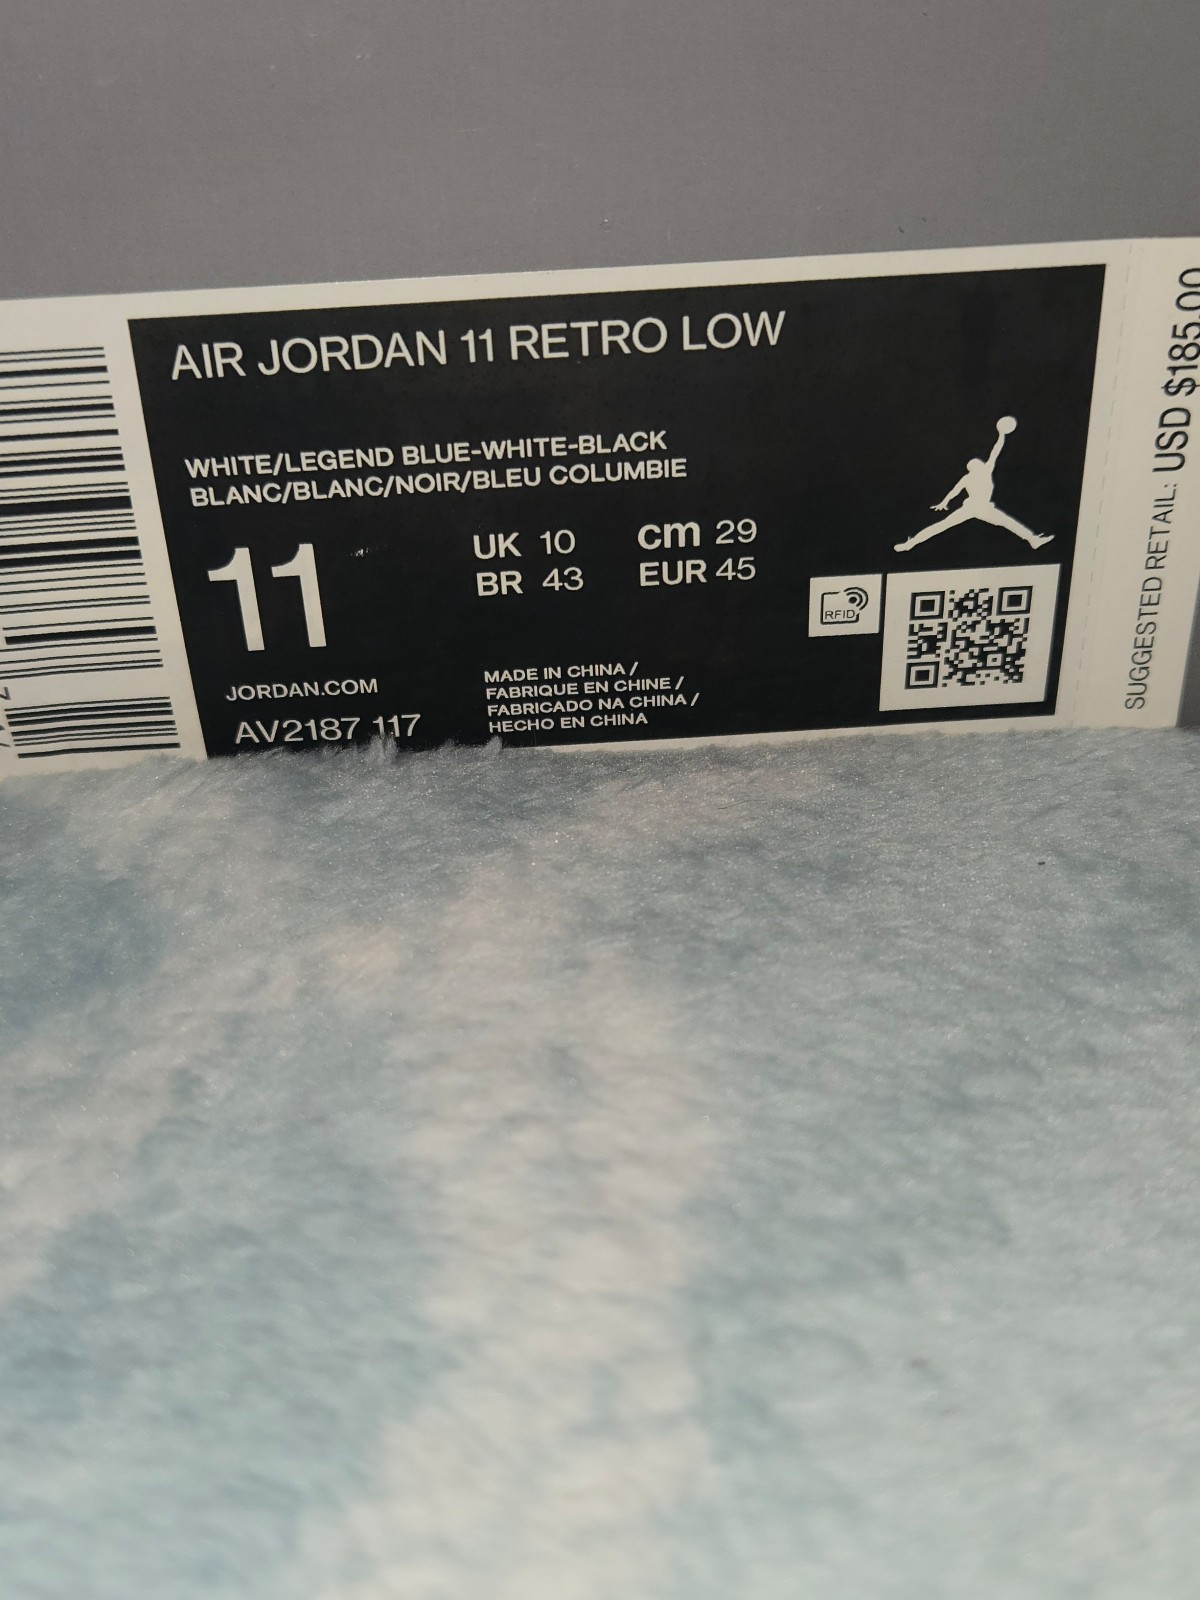 AIR JORDAN 11 RETRO LOW
WHITE/LEGEND BLUE-WHITE-BLACK
BLANC/BLANC/NOIR/BLEU COLUMBIE
11
UK 10
BR 43
cm 29
EUR 45
RFID
JORDAN.COM
AV2187 117
MADE IN CHINA /
FABRIQUE EN CHINE /
FABRICADO NA CHINA /
HECHO EN CHINA
SUGGESTED RETAIL: USD $185.00